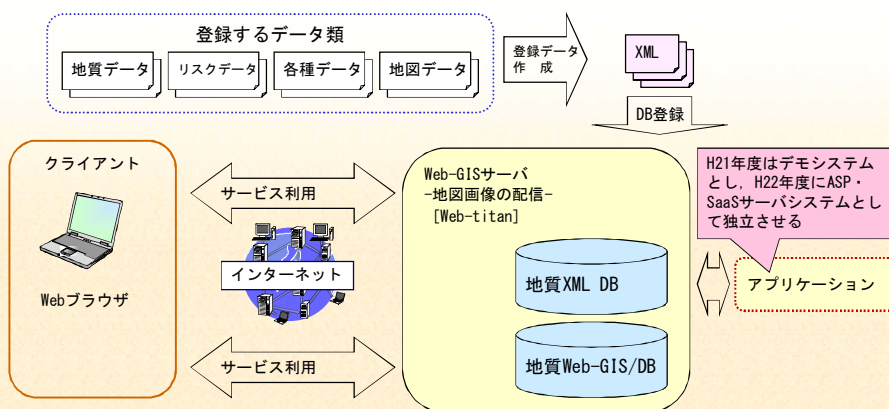 登録するデータ類
地質データ
リスクデータ
各種データ
地図データ
登録データ
作　成
XML
DB登録
クライアント
Webブラウザ
サービス利用
インターネット
サービス利用
Web-GISサーバ
-地図画像の配信-
[Web-titan]
地質XML DB
地質Web-GIS/DB
H21年度はデモシステム
とし，H22年度にASP・
SaaSサーバシステムとし
て独立させる
アプリケーション